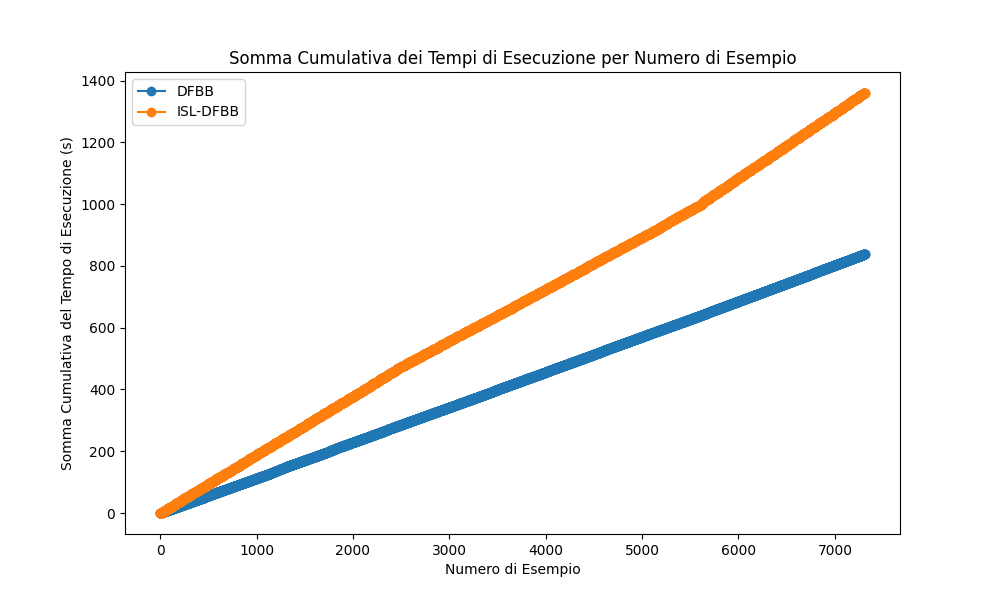 Somma Cumulativa dei Tempi di Esecuzione per Numero di Esempio
DFBB
ISL-DFBB
Somma Cumulativa del Tempo di Esecuzione (s)
1400
1200
1000
800
600
400
200
0
0 1000 2000 3000 4000 5000 6000 7000
Numero di Esempio